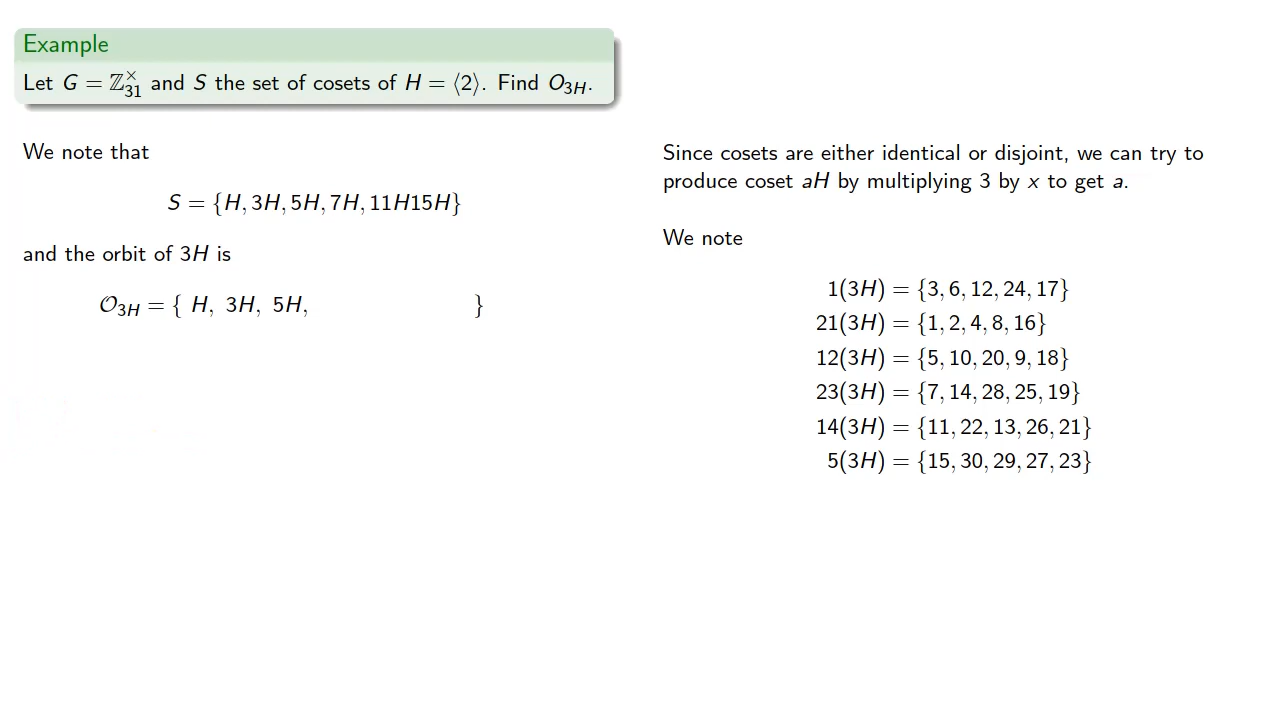 Example
Let G = ℤ₃₁ˣ and S the set of cosets of H = ⟨2⟩. Find O₃H.
We note that
S = {H, 3H, 5H, 7H, 11H15H}
and the orbit of 3H is
𝒪₃H = { H, 3H, 5H, }
Since cosets are either identical or disjoint, we can try to
produce coset aH by multiplying 3 by x to get a.
We note
1(3H) = {3, 6, 12, 24, 17}
21(3H) = {1, 2, 4, 8, 16}
12(3H) = {5, 10, 20, 9, 18}
23(3H) = {7, 14, 28, 25, 19}
14(3H) = {11, 22, 13, 26, 21}
5(3H) = {15, 30, 29, 27, 23}